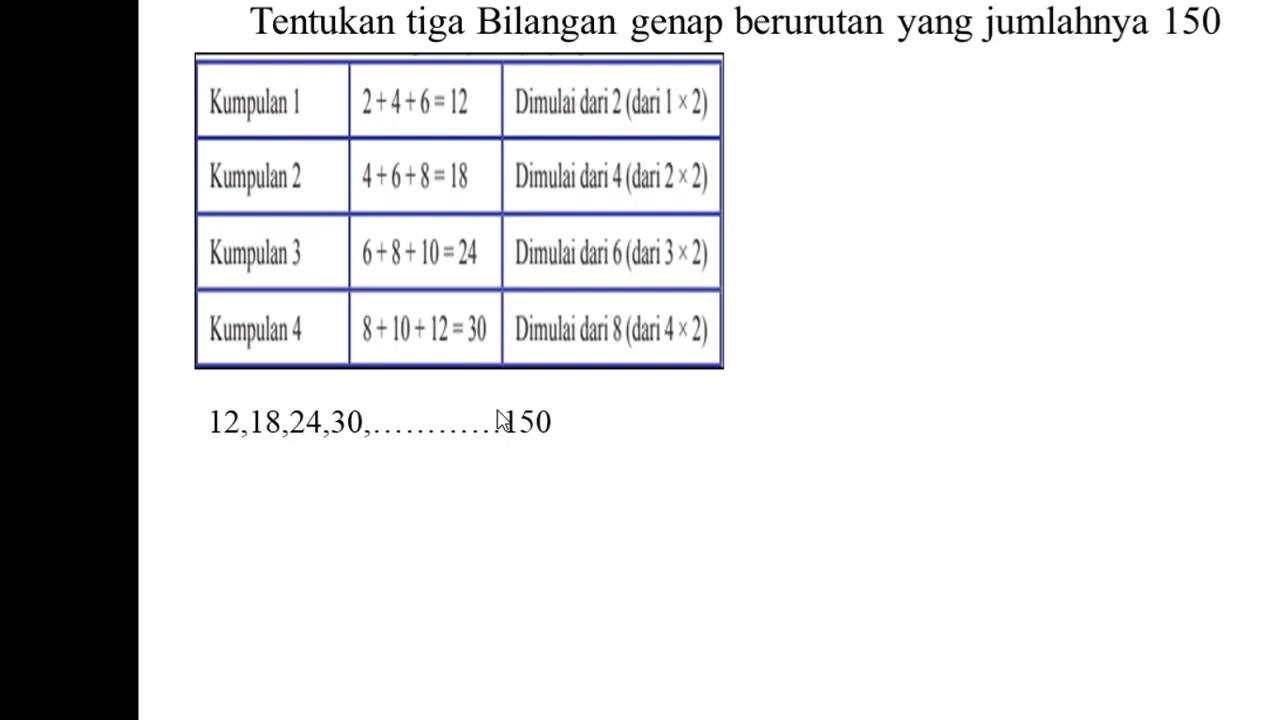 Tentukan tiga Bilangan genap berurutan yang jumlahnya 150
Kumpulan 1 2 + 4 + 6 = 12 Dimulai dari 2 (dari 1 × 2)
Kumpulan 2 4 + 6 + 8 = 18 Dimulai dari 4 (dari 2 × 2)
Kumpulan 3 6 + 8 + 10 = 24 Dimulai dari 6 (dari 3 × 2)
Kumpulan 4 8 + 10 + 12 = 30 Dimulai dari 8 (dari 4 × 2)
12,18,24,30,............150